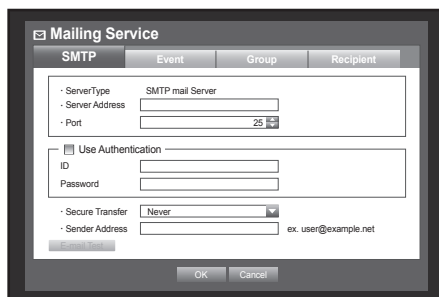 Mailing Service
SMTP Event Group Recipient
· ServerType SMTP mail Server
· Server Address
· Port 25
Use Authentication
ID
Password
· Secure Transfer Never
· Sender Address ex. user@example.net
E-mail Test
OK Cancel